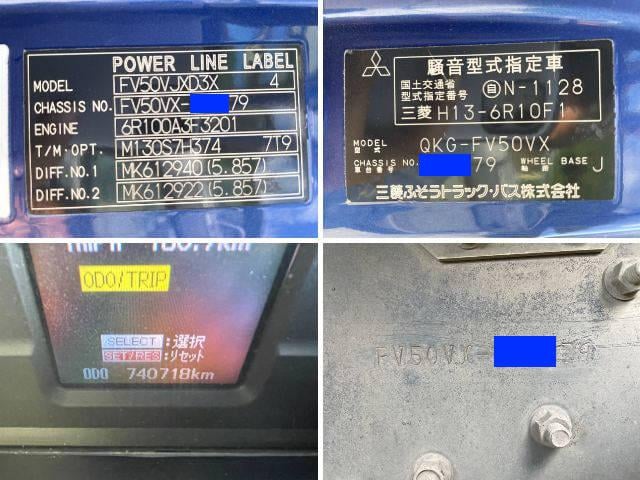 POWER LINE LABEL
MODEL FV50VJXD3X 4
CHASSIS NO. FV50VX- 79
ENGINE 6R100A3F3201
T/M・OPT. M130S7H374 7T9
DIFF.NO.1 MK612940(5.857)
DIFF.NO.2 MK612922(5.857)
騒音型式指定車
国土交通省
型式指定番号 自N-1128
三菱 H13-6R10F1
MODEL
型式 QKG-FV50VX
CHASSIS NO. 79 WHEEL BASE J
車台番号 軸距
三菱ふそうトラック・バス株式会社
ODO/TRIP
SELECT:選択
SET/RES:リセット
ODO 740718km
FV50VX- 79